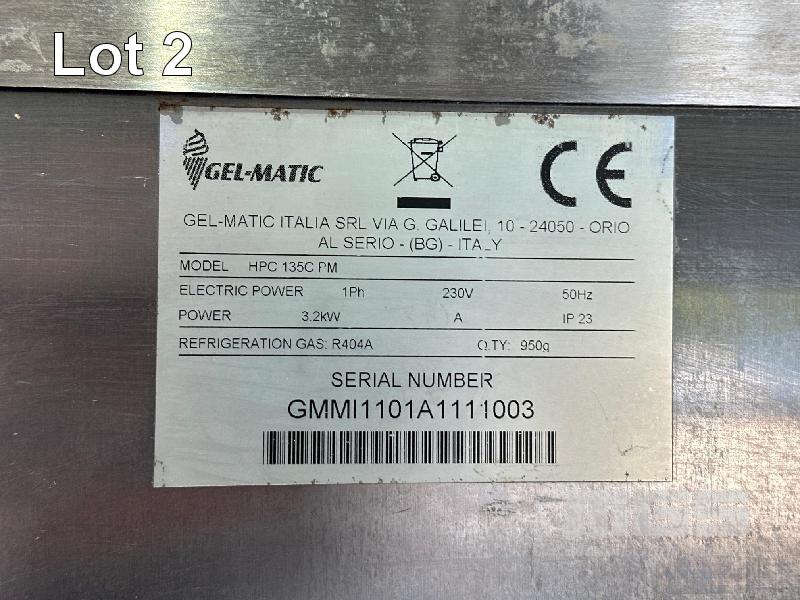 Lot 2
GEL-MATIC
CE
GEL-MATIC ITALIA SRL VIA G. GALILEI, 10 - 24050 - ORIO
AL SERIO - (BG) - ITALY
MODEL HPC 135C PM
ELECTRIC POWER 1Ph 230V 50Hz
POWER 3.2kW A IP 23
REFRIGERATION GAS: R404A Q.TY: 950g
SERIAL NUMBER
GMMI1101A1111003